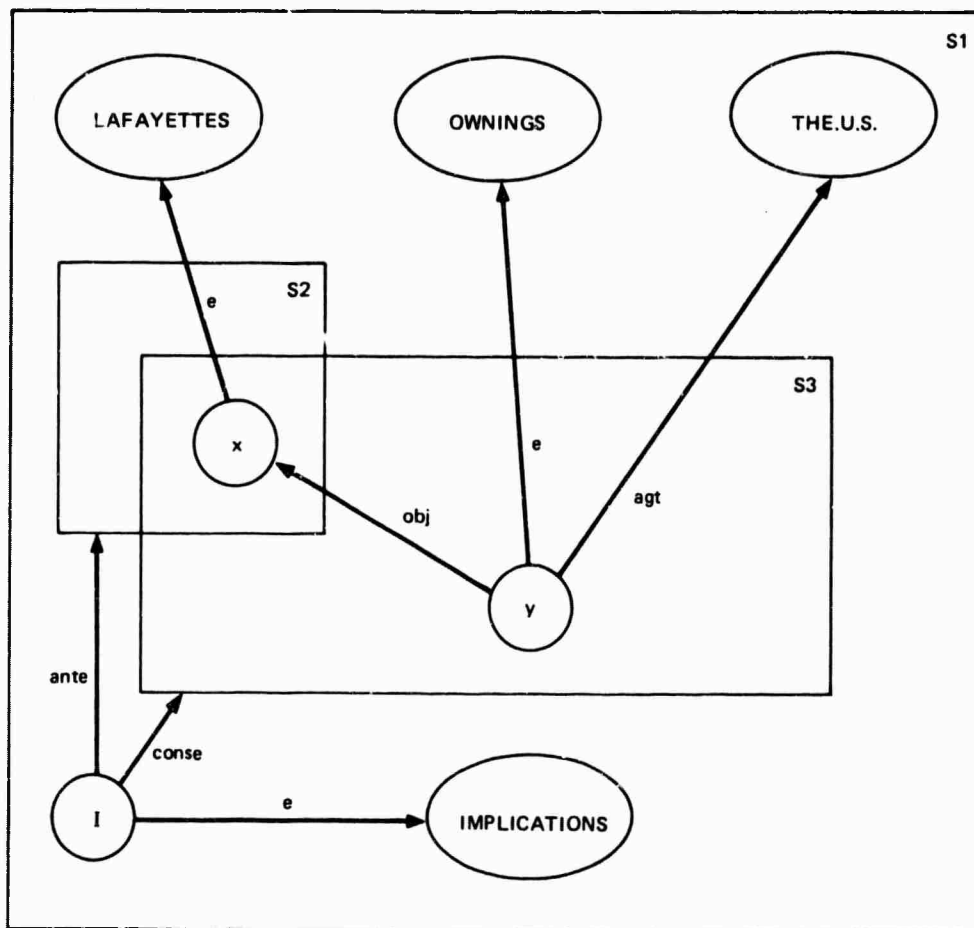 S1
LAFAYETTES
OWNINGS
THE.U.S.
S2
e
S3
x
e
agt
obj
y
ante
conse
I
e
IMPLICATIONS